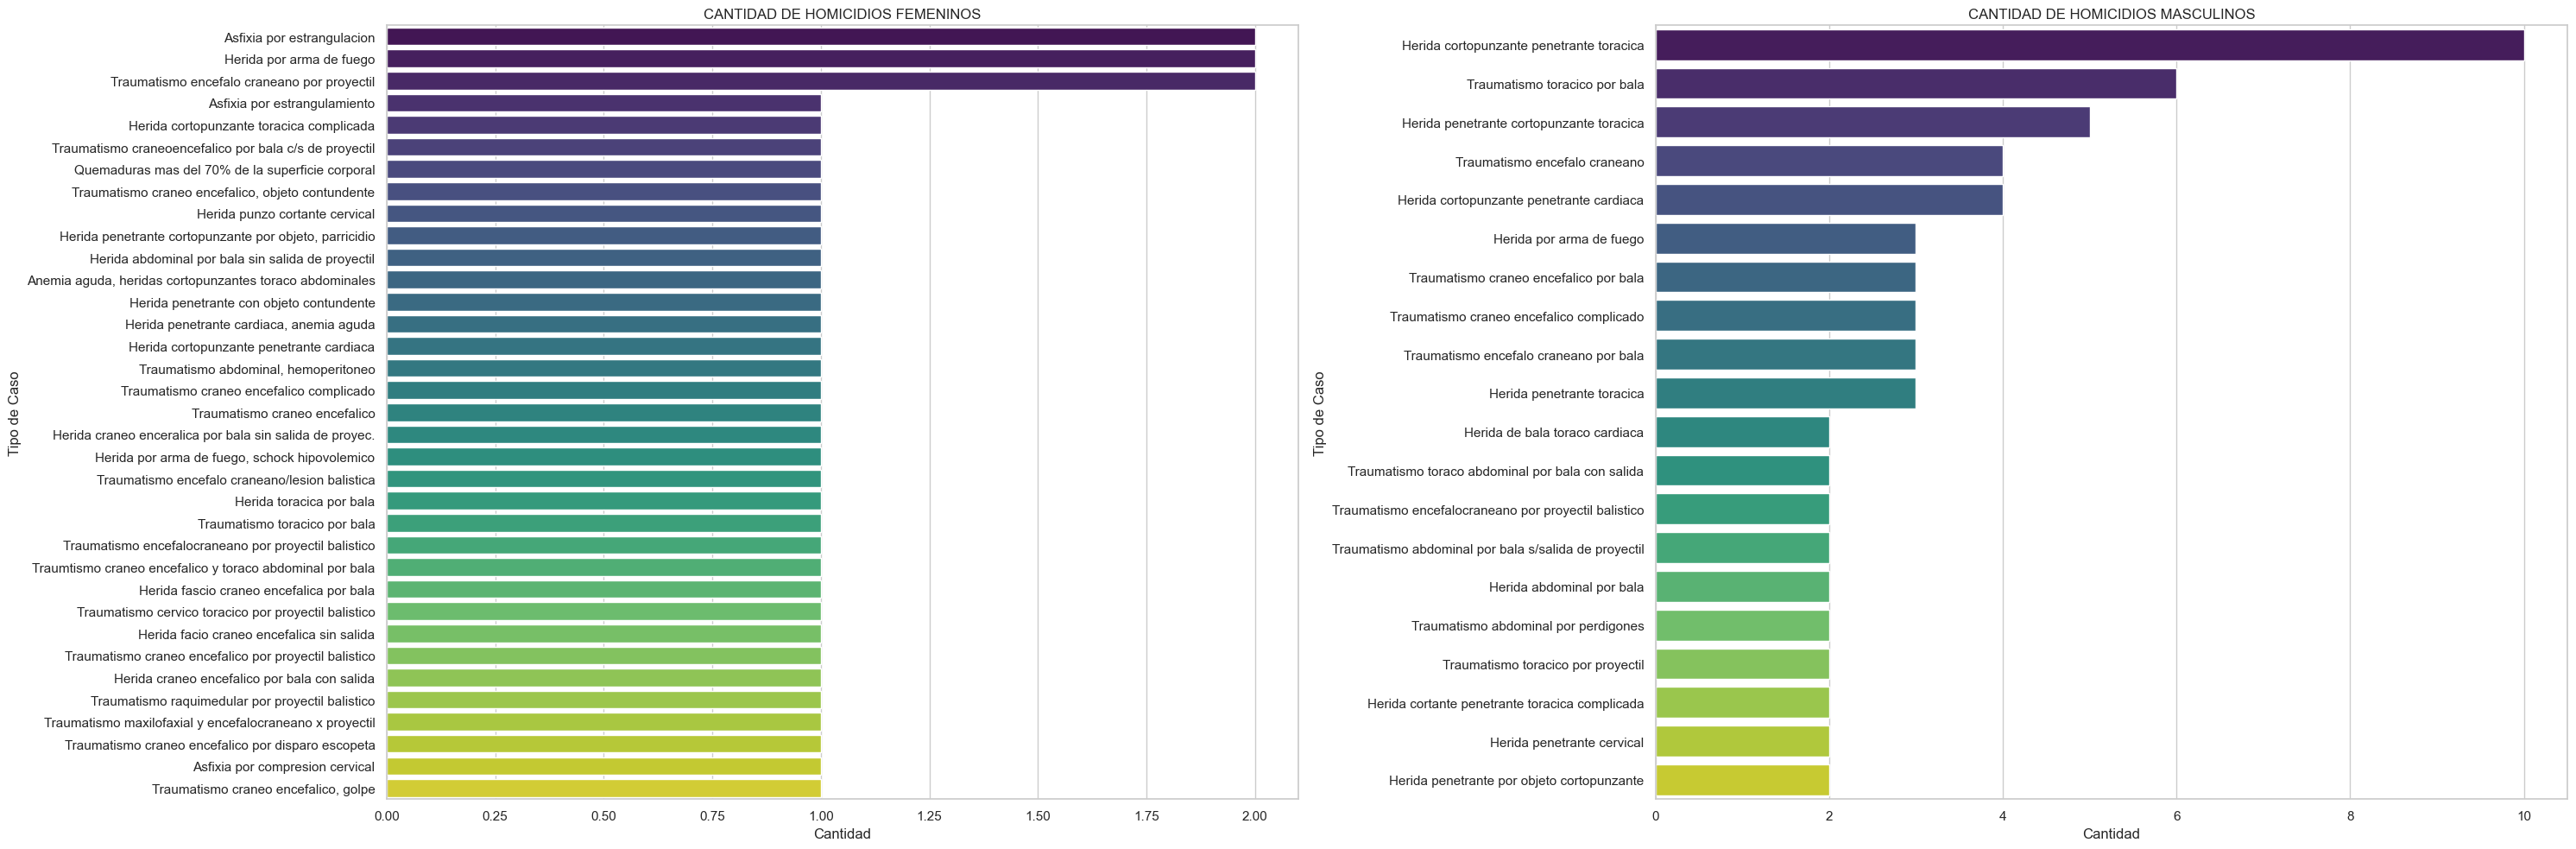 CANTIDAD DE HOMICIDIOS FEMENINOS
Tipo de Caso
Asfixia por estrangulacion
Herida por arma de fuego
Traumatismo encefalo craneano por proyectil
Asfixia por estrangulamiento
Herida cortopunzante toracica complicada
Traumatismo craneoencefalico por bala c/s de proyectil
Quemaduras mas del 70% de la superficie corporal
Traumatismo craneo encefalico, objeto contundente
Herida punzo cortante cervical
Herida penetrante cortopunzante por objeto, parricidio
Herida abdominal por bala sin salida de proyectil
Anemia aguda, heridas cortopunzantes toraco abdominales
Herida penetrante con objeto contundente
Herida penetrante cardiaca, anemia aguda
Herida cortopunzante penetrante cardiaca
Traumatismo abdominal, hemoperitoneo
Traumatismo craneo encefalico complicado
Traumatismo craneo encefalico
Herida craneo enceralica por bala sin salida de proyec.
Herida por arma de fuego, schock hipovolemico
Traumatismo encefalo craneano/lesion balistica
Herida toracica por bala
Traumatismo toracico por bala
Traumatismo encefalocraneano por proyectil balistico
Traumtismo craneo encefalico y toraco abdominal por bala
Herida fascio craneo encefalica por bala
Traumatismo cervico toracico por proyectil balistico
Herida facio craneo encefalica sin salida
Traumatismo craneo encefalico por proyectil balistico
Herida craneo encefalico por bala con salida
Traumatismo raquimedular por proyectil balistico
Traumatismo maxilofaxial y encefalocraneano x proyectil
Traumatismo craneo encefalico por disparo escopeta
Asfixia por compresion cervical
Traumatismo craneo encefalico, golpe
0.00 0.25 0.50 0.75 1.00 1.25 1.50 1.75 2.00
Cantidad
CANTIDAD DE HOMICIDIOS MASCULINOS
Tipo de Caso
Herida cortopunzante penetrante toracica
Traumatismo toracico por bala
Herida penetrante cortopunzante toracica
Traumatismo encefalo craneano
Herida cortopunzante penetrante cardiaca
Herida por arma de fuego
Traumatismo craneo encefalico por bala
Traumatismo craneo encefalico complicado
Traumatismo encefalo craneano por bala
Herida penetrante toracica
Herida de bala toraco cardiaca
Traumatismo toraco abdominal por bala con salida
Traumatismo encefalocraneano por proyectil balistico
Traumatismo abdominal por bala s/salida de proyectil
Herida abdominal por bala
Traumatismo abdominal por perdigones
Traumatismo toracico por proyectil
Herida cortante penetrante toracica complicada
Herida penetrante cervical
Herida penetrante por objeto cortopunzante
0 2 4 6 8 10
Cantidad